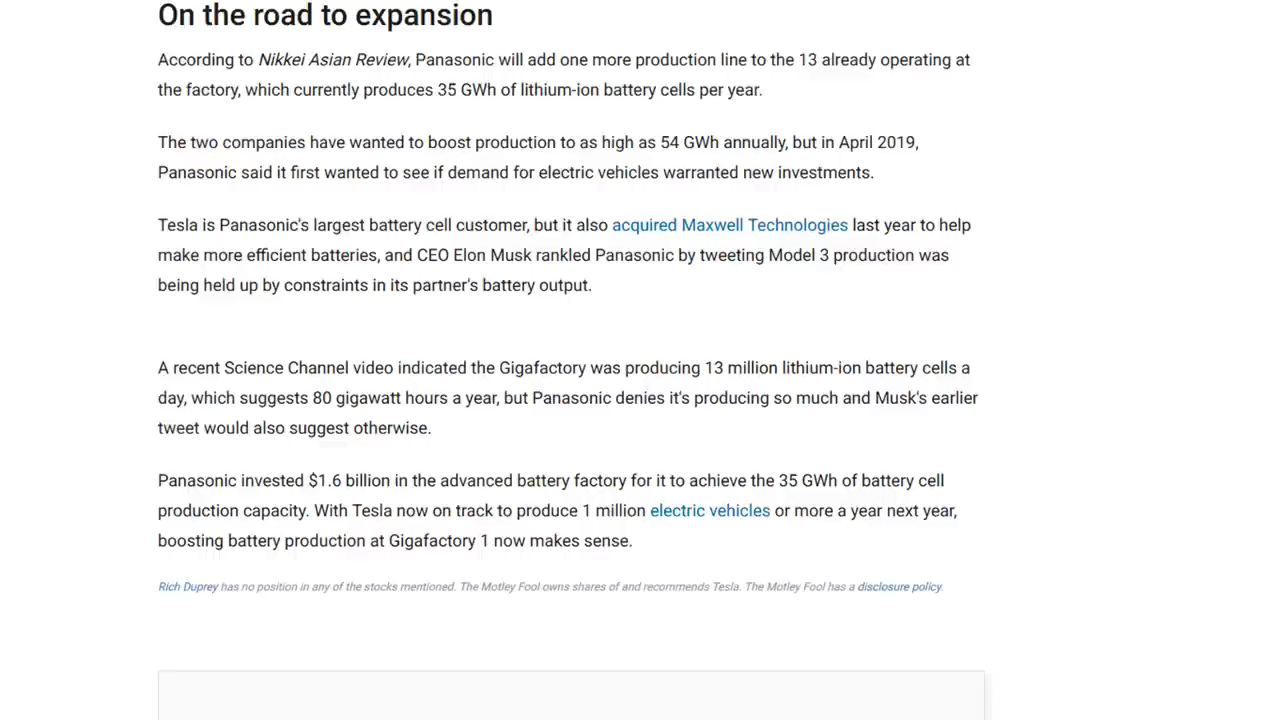 On the road to expansion
According to Nikkei Asian Review, Panasonic will add one more production line to the 13 already operating at
the factory, which currently produces 35 GWh of lithium-ion battery cells per year.
The two companies have wanted to boost production to as high as 54 GWh annually, but in April 2019,
Panasonic said it first wanted to see if demand for electric vehicles warranted new investments.
Tesla is Panasonic's largest battery cell customer, but it also acquired Maxwell Technologies last year to help
make more efficient batteries, and CEO Elon Musk rankled Panasonic by tweeting Model 3 production was
being held up by constraints in its partner's battery output.
A recent Science Channel video indicated the Gigafactory was producing 13 million lithium-ion battery cells a
day, which suggests 80 gigawatt hours a year, but Panasonic denies it's producing so much and Musk's earlier
tweet would also suggest otherwise.
Panasonic invested $1.6 billion in the advanced battery factory for it to achieve the 35 GWh of battery cell
production capacity. With Tesla now on track to produce 1 million electric vehicles or more a year next year,
boosting battery production at Gigafactory 1 now makes sense.
Rich Duprey has no position in any of the stocks mentioned. The Motley Fool owns shares of and recommends Tesla. The Motley Fool has a disclosure policy.